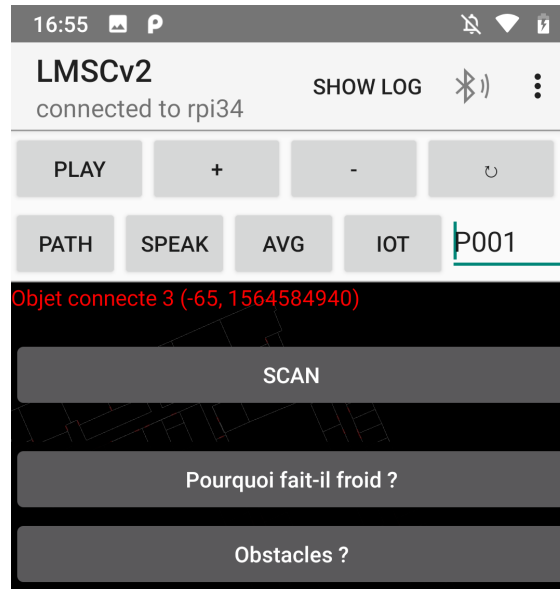 16:55
LMSCv2
connected to rpi34
SHOW LOG
PLAY + - ↻
PATH SPEAK AVG IOT P001
Objet connecte 3 (-65, 1564584940)
SCAN
Pourquoi fait-il froid ?
Obstacles ?